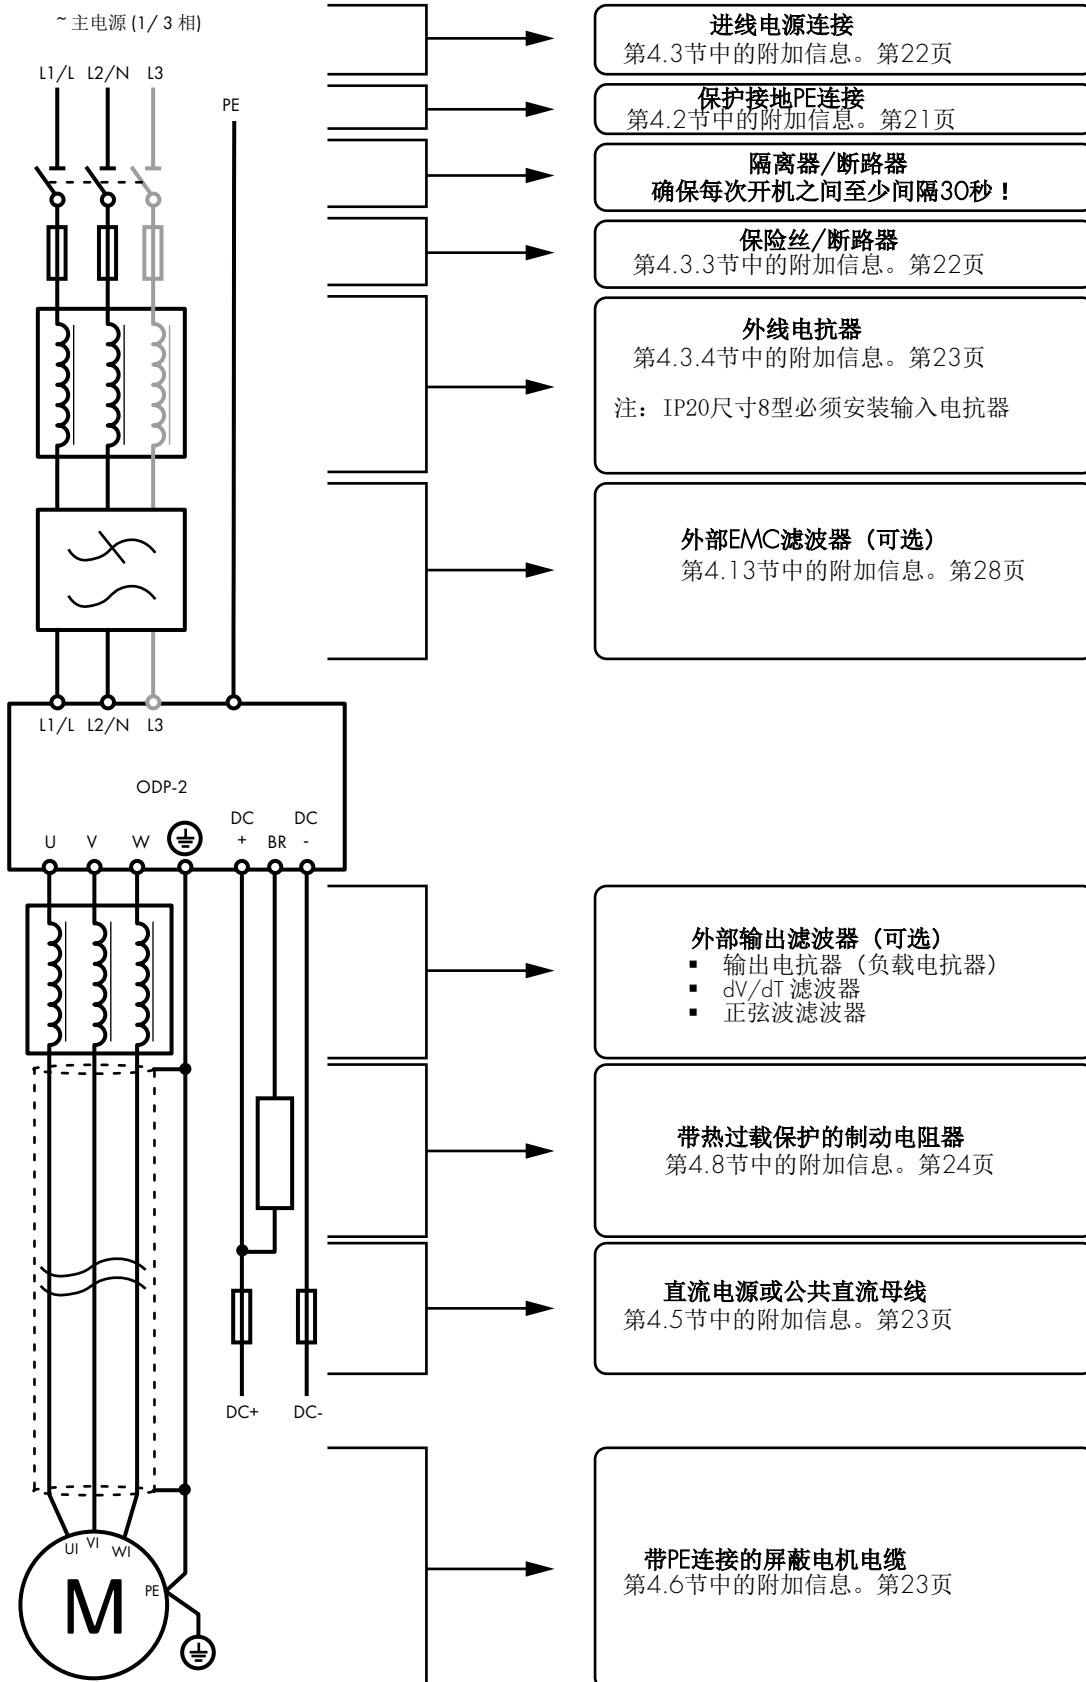 ~ 主电源 (1/ 3 相)
L1/L L2/N L3
PE
进线电源连接
第4.3节中的附加信息。第22页
保护接地PE连接
第4.2节中的附加信息。第21页
隔离器/断路器
确保每次开机之间至少间隔30秒！
保险丝/断路器
第4.3.3节中的附加信息。第22页
外线电抗器
第4.3.4节中的附加信息。第23页
注：IP20尺寸8型必须安装输入电抗器
外部EMC滤波器（可选）
第4.13节中的附加信息。第28页
L1/L L2/N L3
ODP-2
U V W DC + BR DC -
外部输出滤波器（可选）
▪ 输出电抗器（负载电抗器）
▪ dV/dT 滤波器
▪ 正弦波滤波器
带热过载保护的制动电阻器
第4.8节中的附加信息。第24页
直流电源或公共直流母线
第4.5节中的附加信息。第23页
DC+ DC-
带PE连接的屏蔽电机电缆
第4.6节中的附加信息。第23页
UI VI WI
M
PE